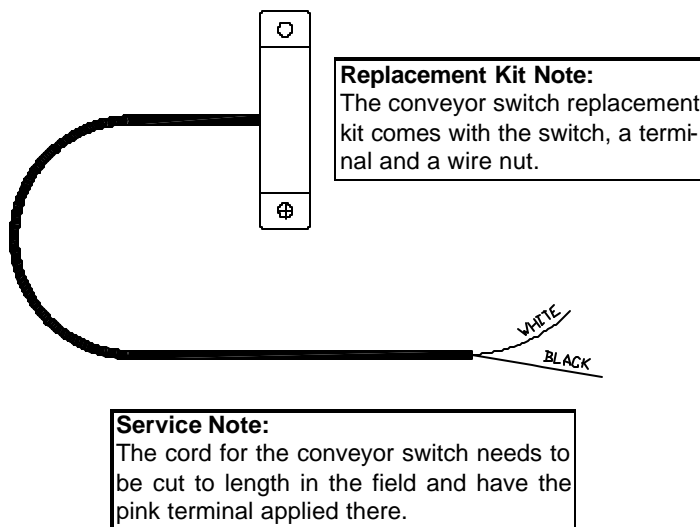 Replacement Kit Note:
The conveyor switch replacement
kit comes with the switch, a termi-
nal and a wire nut.
WHITE
BLACK
Service Note:
The cord for the conveyor switch needs to
be cut to length in the field and have the
pink terminal applied there.